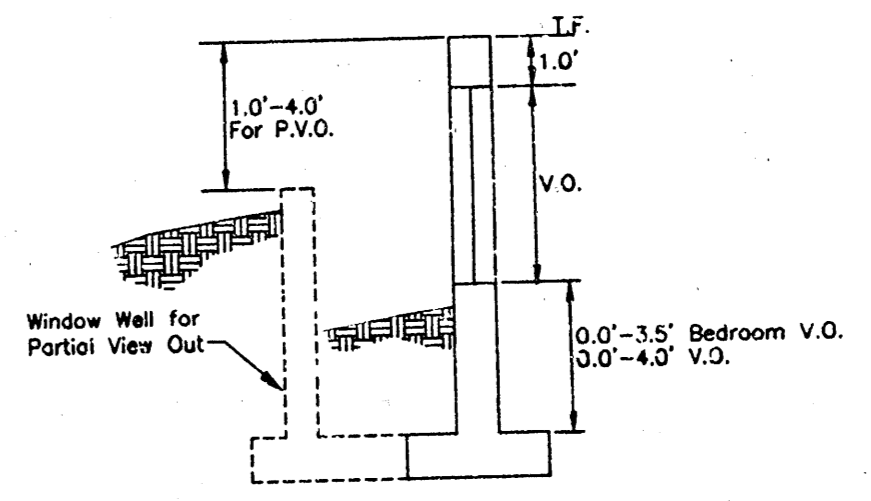 T.F.
1.0'
1.0'-4.0'
For P.V.O.
V.O.
Window Well for
Partial View Out
0.0'-3.5' Bedroom V.O.
0.0'-4.0' V.O.